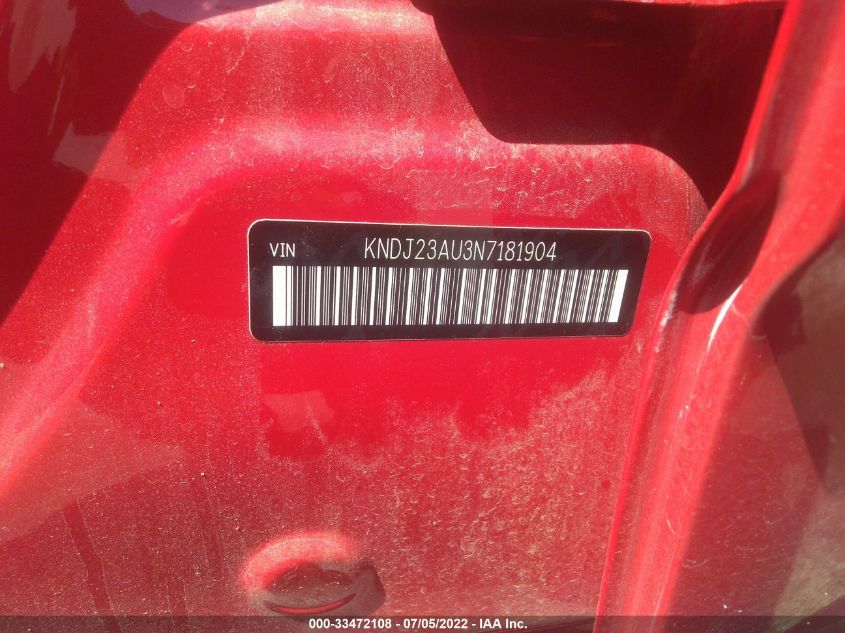 VIN KNDJ23AU3N7181904
000-33472108 - 07/05/2022 - IAA Inc.